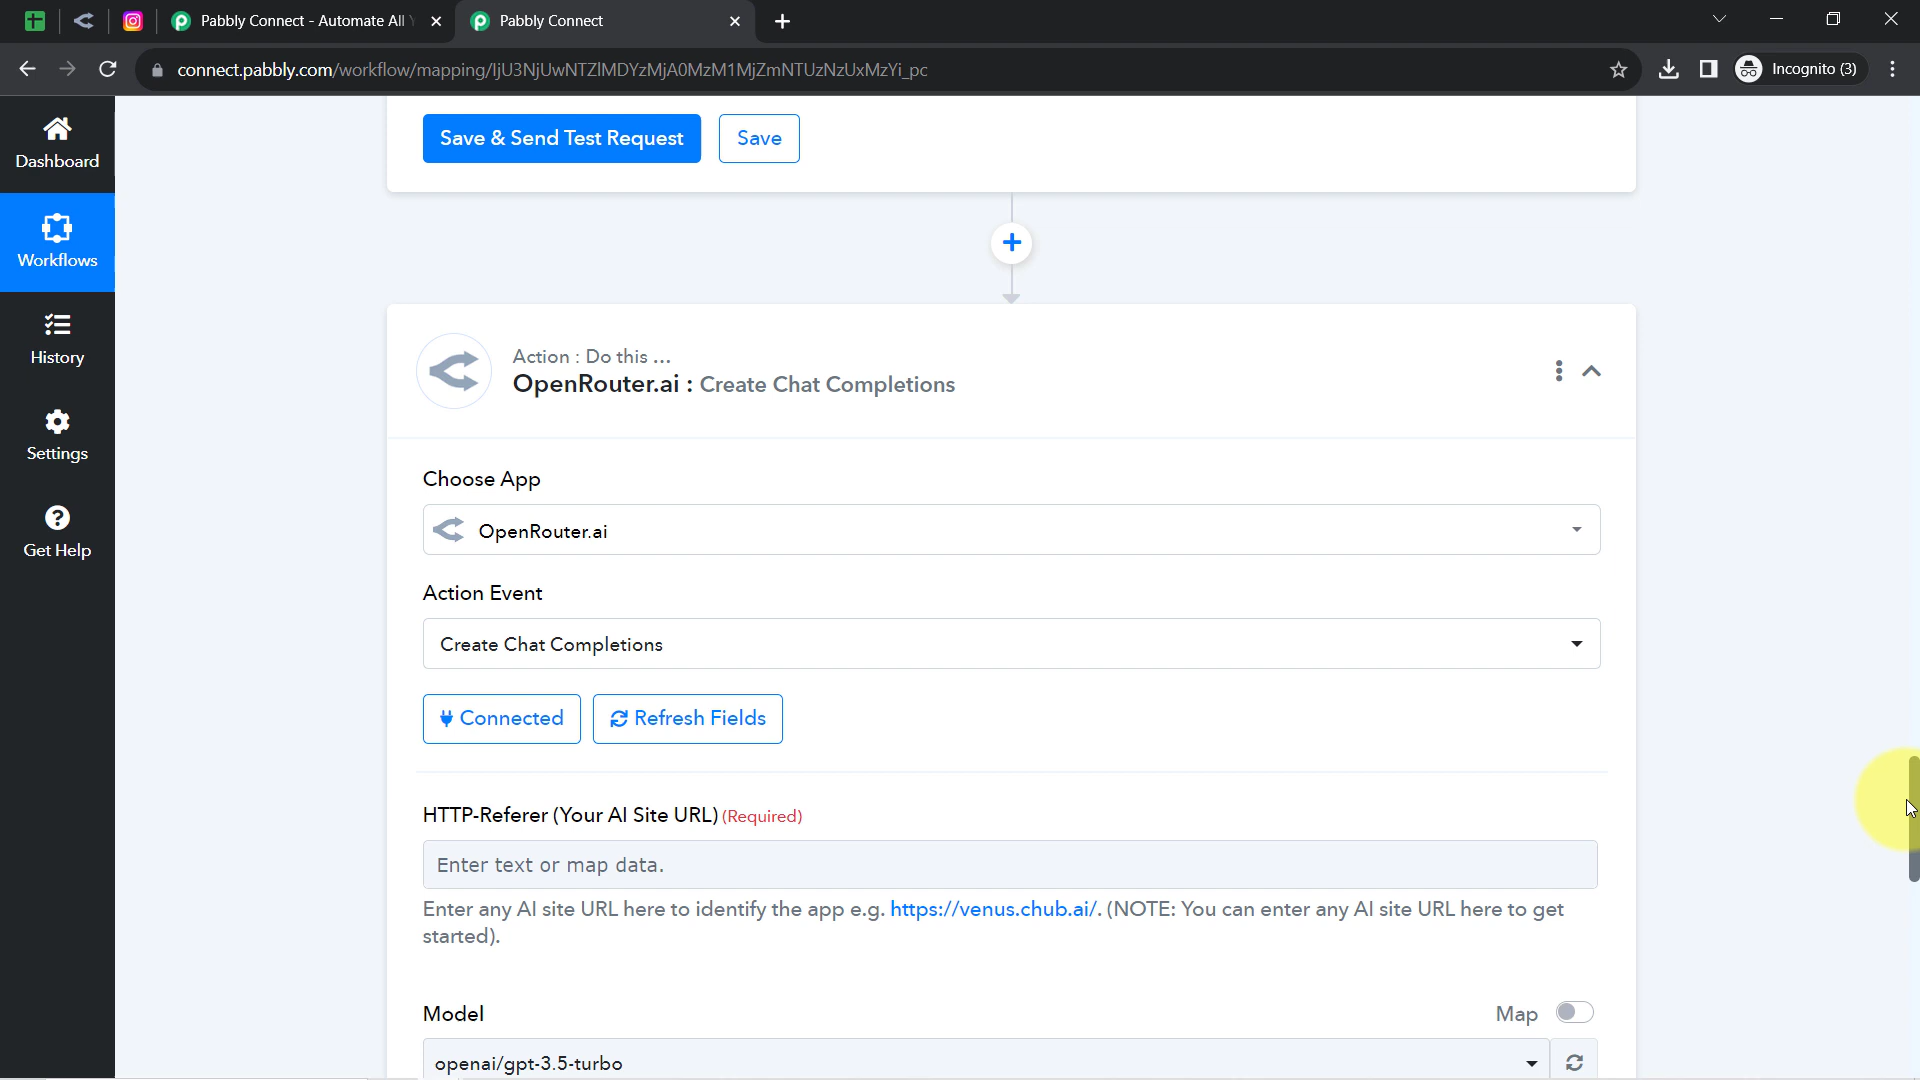 Pabbly Connect - Automate All
Pabbly Connect
connect.pabbly.com/workflow/mapping/IjU3NjUwNTZlMDYzMjA0MzM1MjZmNTUzNzUxMzYi_pc
Incognito (3)
Dashboard
Workflows
History
Settings
Get Help
Save & Send Test Request
Save
Action : Do this ...
OpenRouter.ai : Create Chat Completions
Choose App
OpenRouter.ai
Action Event
Create Chat Completions
Connected
Refresh Fields
HTTP-Referer (Your AI Site URL) (Required)
Enter text or map data.
Enter any AI site URL here to identify the app e.g. https://venus.chub.ai/. (NOTE: You can enter any AI site URL here to get
started).
Model
Map
openai/gpt-3.5-turbo